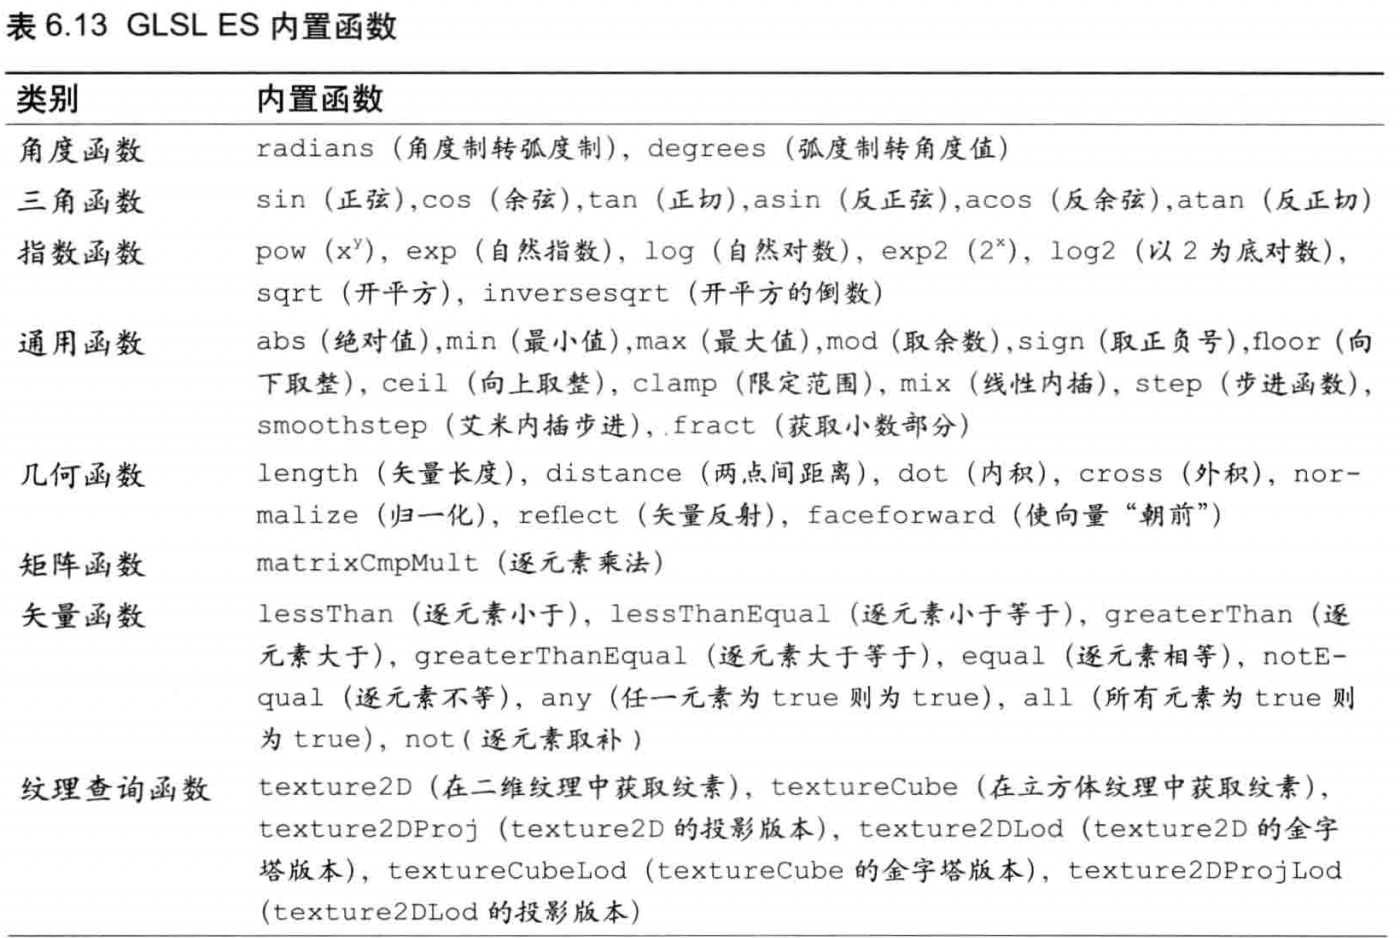 表 6.13 GLSL ES 内置函数
类别 内置函数
角度函数 radians（角度制转弧度制）, degrees（弧度制转角度值）
三角函数 sin（正弦）,cos（余弦）,tan（正切）,asin（反正弦）,acos（反余弦）,atan（反正切）
指数函数 pow（xʸ）, exp（自然指数）, log（自然对数）, exp2（2ˣ）, log2（以 2 为底对数）,
sqrt（开平方）, inversesqrt（开平方的倒数）
通用函数 abs（绝对值）,min（最小值）,max（最大值）,mod（取余数）,sign（取正负号）,floor（向
下取整）, ceil（向上取整）, clamp（限定范围）, mix（线性内插）, step（步进函数）,
smoothstep（艾米内插步进）, fract（获取小数部分）
几何函数 length（矢量长度）, distance（两点间距离）, dot（内积）, cross（外积）, nor-
malize（归一化）, reflect（矢量反射）, faceforward（使向量“朝前”）
矩阵函数 matrixCmpMult（逐元素乘法）
矢量函数 lessThan（逐元素小于）, lessThanEqual（逐元素小于等于）, greaterThan（逐
元素大于）, greaterThanEqual（逐元素大于等于）, equal（逐元素相等）, notE-
qual（逐元素不等）, any（任一元素为 true 则为 true）, all（所有元素为 true 则
为 true）, not（逐元素取补）
纹理查询函数 texture2D（在二维纹理中获取纹素）, textureCube（在立方体纹理中获取纹素）,
texture2DProj（texture2D 的投影版本）, texture2DLod（texture2D 的金字
塔版本）, textureCubeLod（textureCube 的金字塔版本）, texture2DProjLod
（texture2DLod 的投影版本）